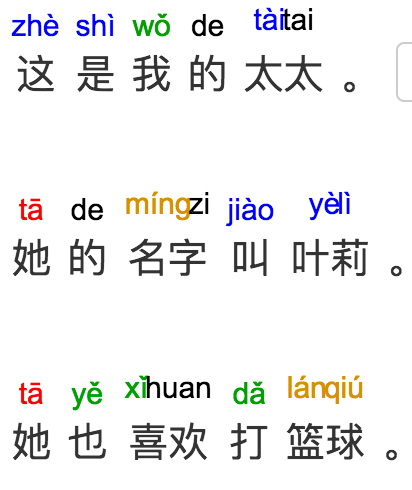 zhè shì wǒ de tàitai
这 是 我 的 太太 。
tā de míngzi jiào yèlì
她 的 名字 叫 叶莉 。
tā yě xǐhuan dǎ lánqiú
她 也 喜欢 打 篮球 。